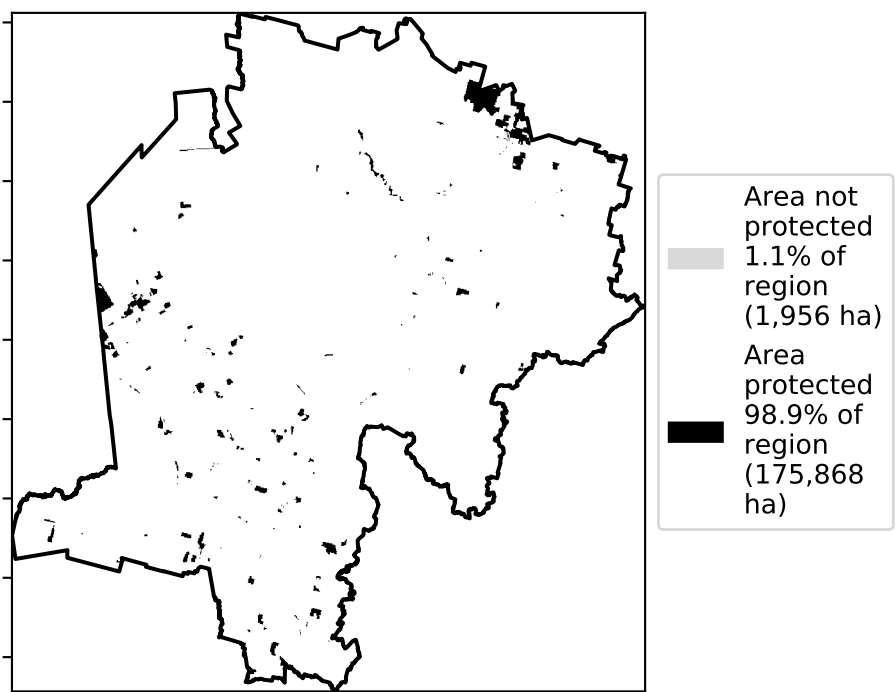 Area not
protected
1.1% of
region
(1,956 ha)
Area
protected
98.9% of
region
(175,868
ha)